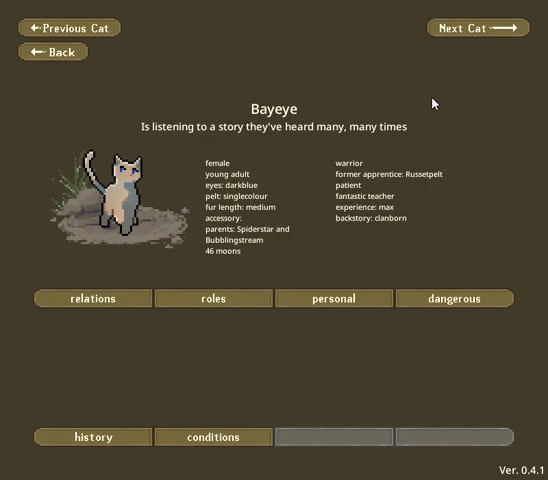 Previous Cat
Next Cat
Back
Bayeye
Is listening to a story they've heard many, many times
female
young adult
eyes: darkblue
pelt: singlecolour
fur length: medium
accessory:
parents: Spiderstar and
Bubblingstream
46 moons
warrior
former apprentice: Russetpelt
patient
fantastic teacher
experience: max
backstory: clanborn
relations
roles
personal
dangerous
history
conditions
Ver. 0.4.1